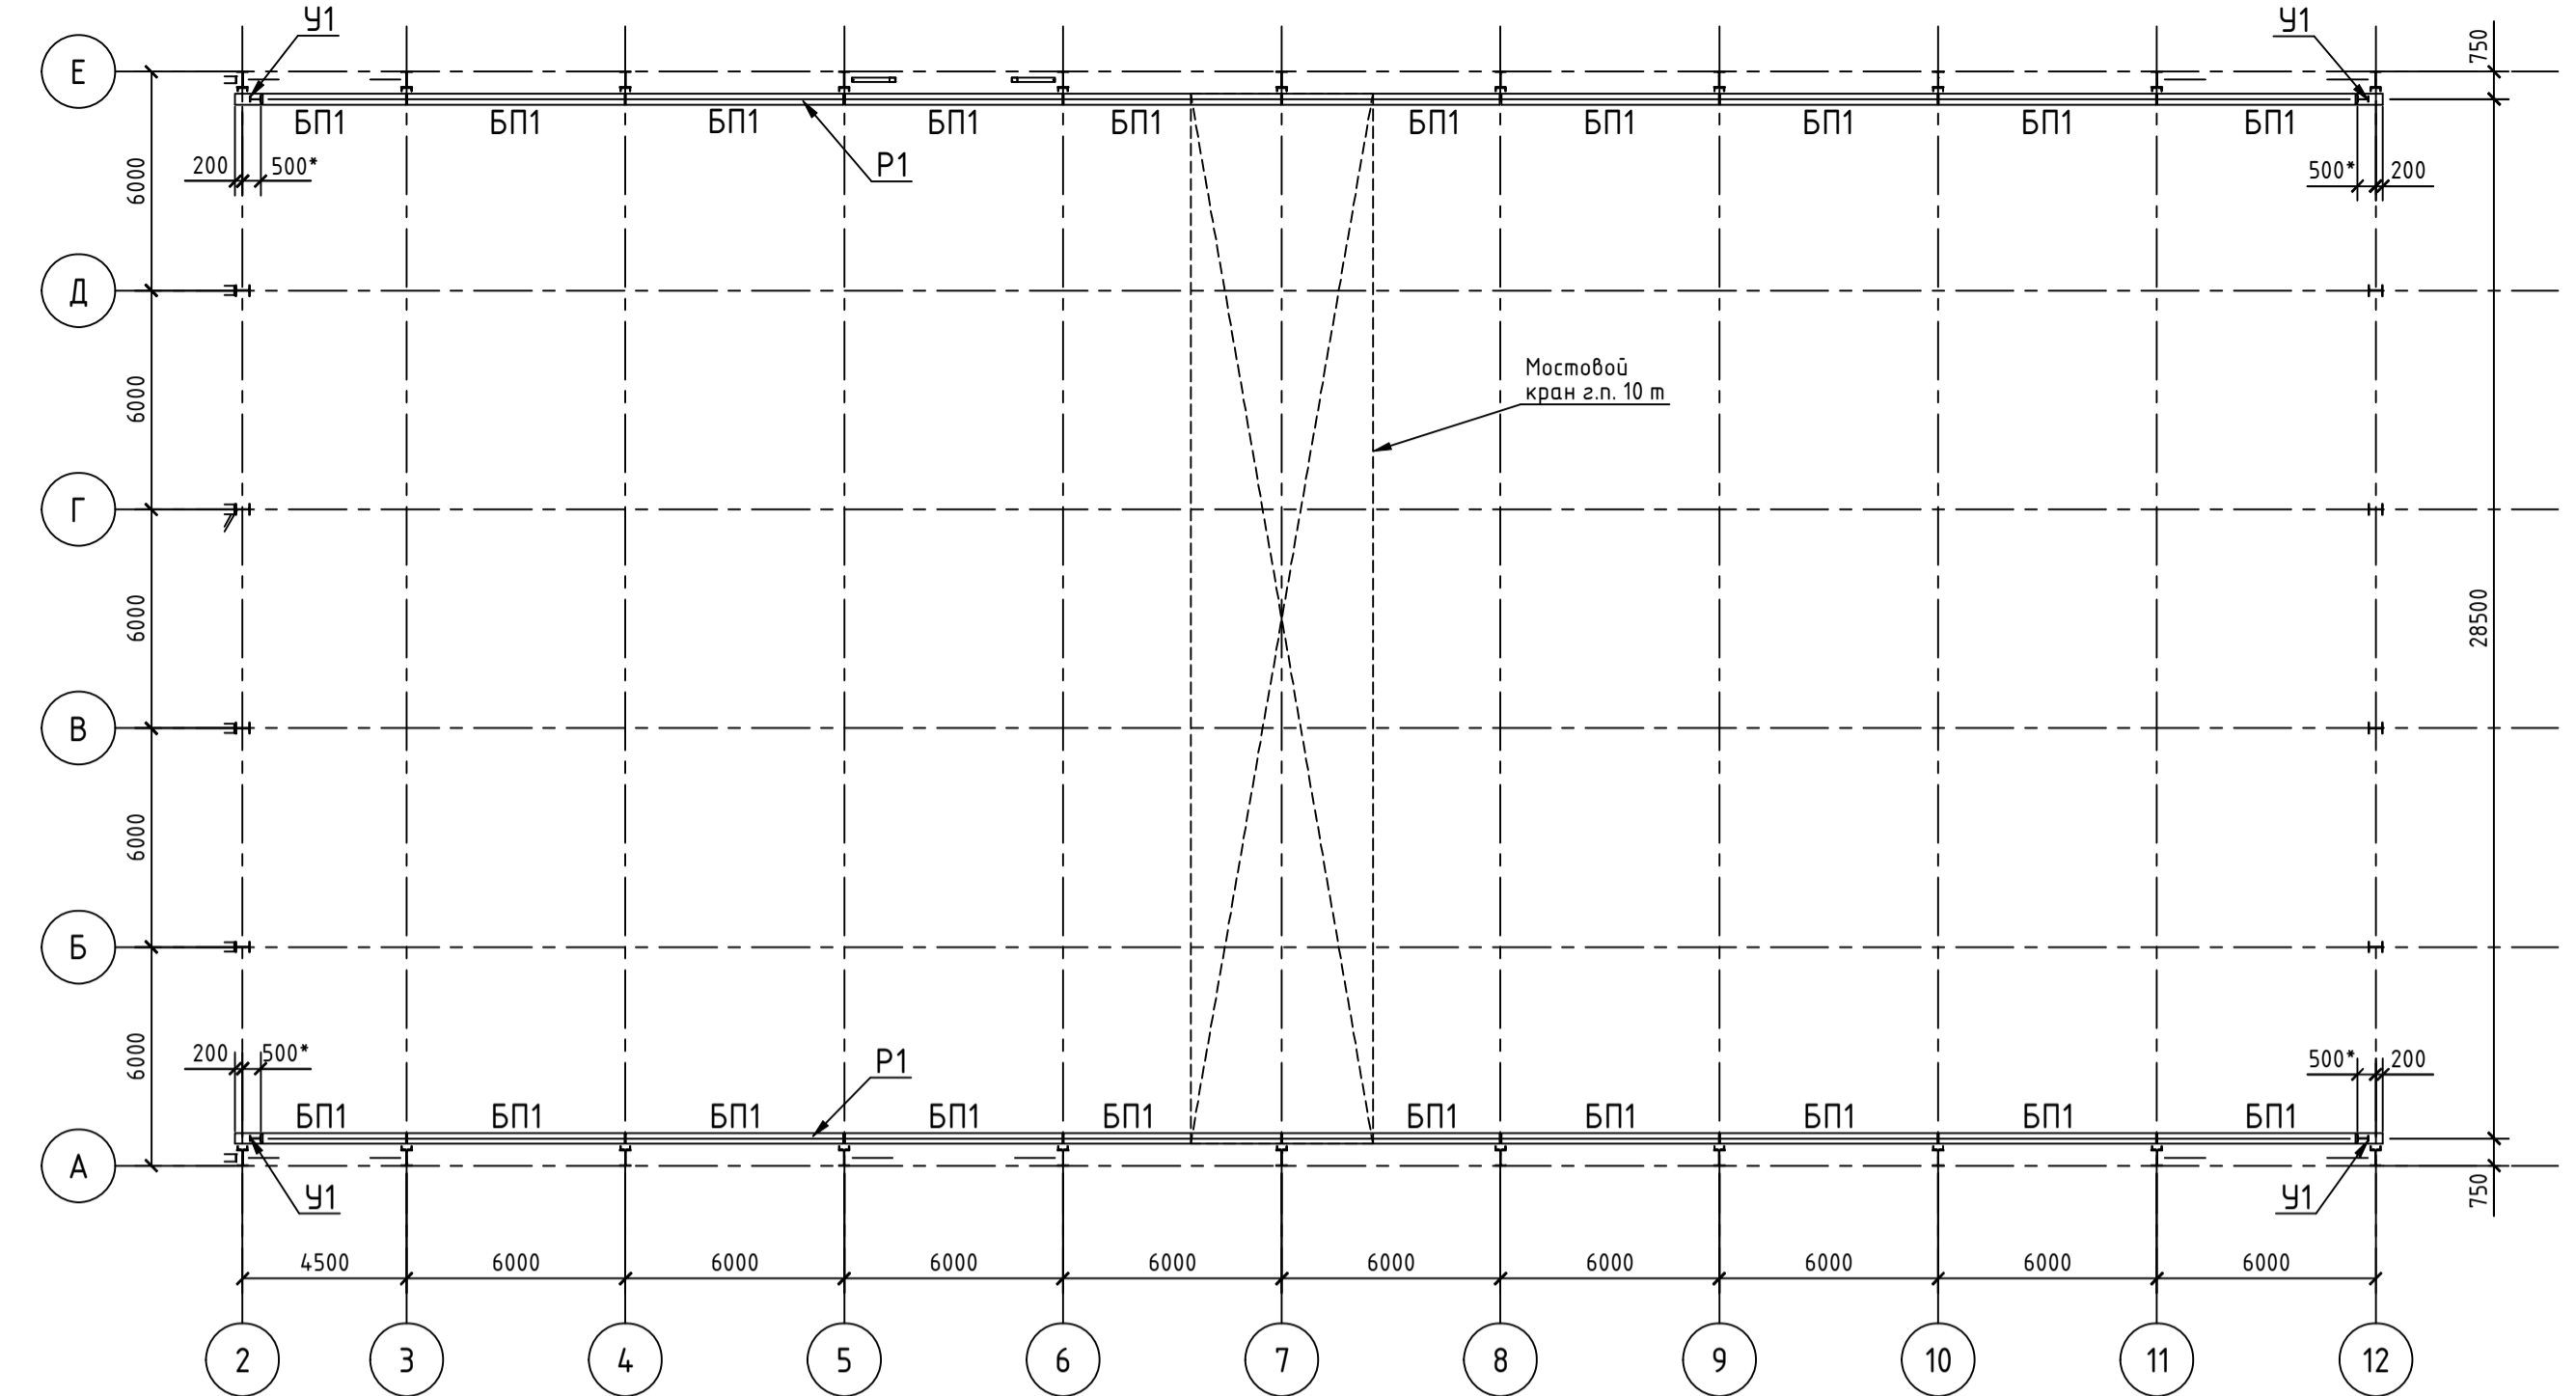 У1
У1
Е
750
БП1
БП1
БП1
БП1
БП1
БП1
БП1
БП1
БП1
БП1
200
500*
Р1
500*
200
6000
Д
6000
Мостовой
кран г.п. 10 т
Г
6000
28500
В
6000
Б
6000
200
500*
Р1
500*
200
БП1
БП1
БП1
БП1
БП1
БП1
БП1
БП1
БП1
БП1
А
У1
У1
750
4500
6000
6000
6000
6000
6000
6000
6000
6000
6000
2
3
4
5
6
7
8
9
10
11
12